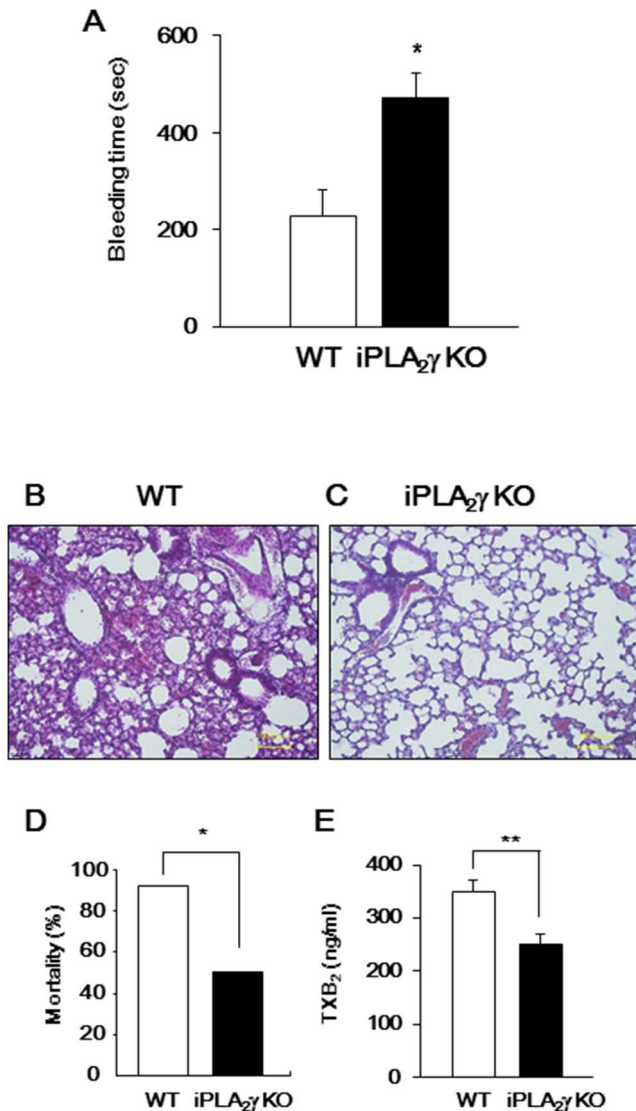 A
600
400
200
0
Bleeding time (sec)
*
WT iPLA₂γ KO
B WT C iPLA₂γ KO
D
100
80
60
40
20
0
Mortality (%)
*
WT iPLA₂γ KO
E
400
300
200
100
0
TXB₂ (ng/ml)
**
WT iPLA₂γ KO